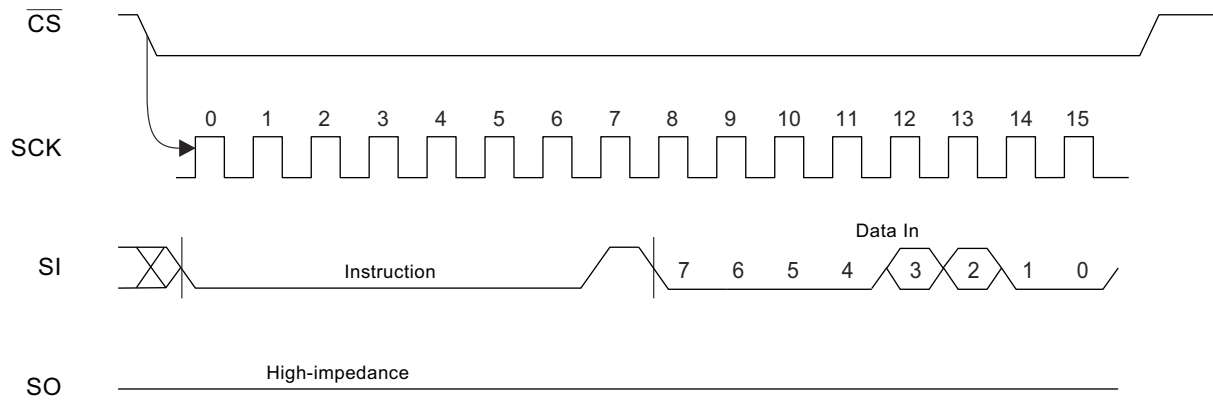 CS
SCK
0 1 2 3 4 5 6 7 8 9 10 11 12 13 14 15
Data In
SI
Instruction
7 6 5 4 3 2 1 0
High-impedance
SO